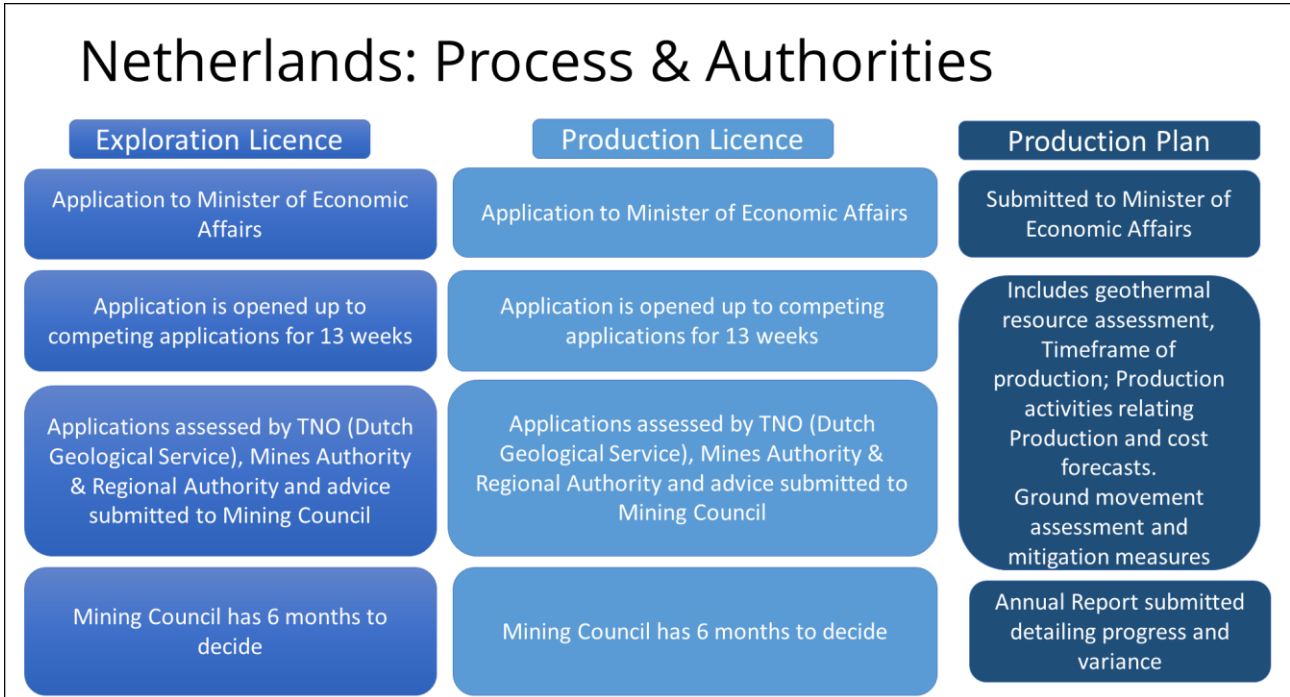 Netherlands: Process & Authorities
Exploration Licence
Application to Minister of Economic
Affairs
Application is opened up to
competing applications for 13 weeks
Applications assessed by TNO (Dutch
Geological Service), Mines Authority
& Regional Authority and advice
submitted to Mining Council
Mining Council has 6 months to
decide
Production Licence
Application to Minister of Economic Affairs
Application is opened up to competing
applications for 13 weeks
Applications assessed by TNO (Dutch
Geological Service), Mines Authority &
Regional Authority and advice submitted to
Mining Council
Mining Council has 6 months to decide
Production Plan
Submitted to Minister of
Economic Affairs
Includes geothermal
resource assessment,
Timeframe of
production; Production
activities relating
Production and cost
forecasts.
Ground movement
assessment and
mitigation measures
Annual Report submitted
detailing progress and
variance